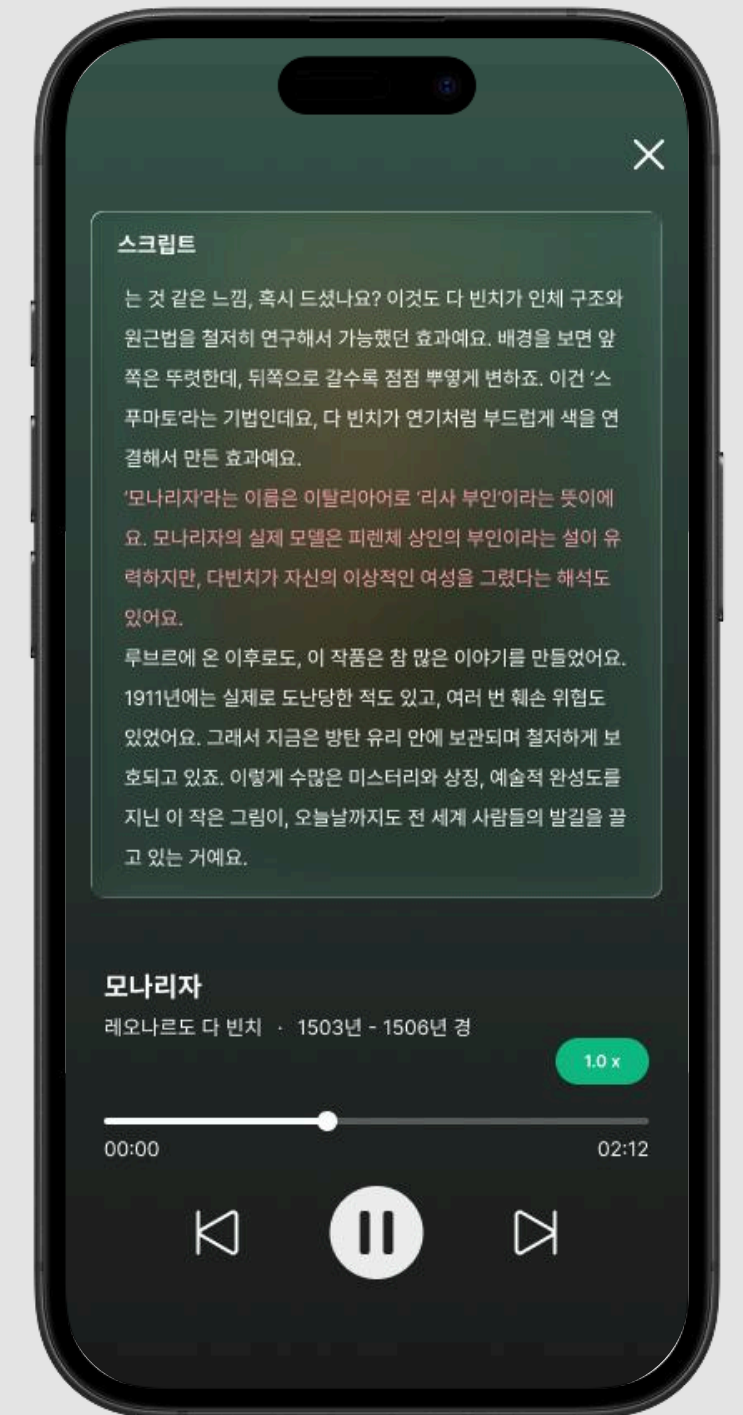 스크립트
는 것 같은 느낌, 혹시 드셨나요? 이것도 다 빈치가 인체 구조와
원근법을 철저히 연구해서 가능했던 효과예요. 배경을 보면 앞
쪽은 뚜렷한데, 뒤쪽으로 갈수록 점점 뿌옇게 변하죠. 이건 ‘스
푸마토’라는 기법인데요, 다 빈치가 연기처럼 부드럽게 색을 연
결해서 만든 효과예요.
‘모나리자’라는 이름은 이탈리아어로 ‘리사 부인’이라는 뜻이에
요. 모나리자의 실제 모델은 피렌체 상인의 부인이라는 설이 유
력하지만, 다빈치가 자신의 이상적인 여성을 그렸다는 해석도
있어요.
루브르에 온 이후로도, 이 작품은 참 많은 이야기를 만들었어요.
1911년에는 실제로 도난당한 적도 있고, 여러 번 훼손 위협도
있었어요. 그래서 지금은 방탄 유리 안에 보관되며 철저하게 보
호되고 있죠. 이렇게 수많은 미스터리와 상징, 예술적 완성도를
지닌 이 작은 그림이, 오늘날까지도 전 세계 사람들의 발길을 끌
고 있는 거예요.
모나리자
레오나르도 다 빈치 · 1503년 - 1506년 경
1.0 x
00:00 02:12